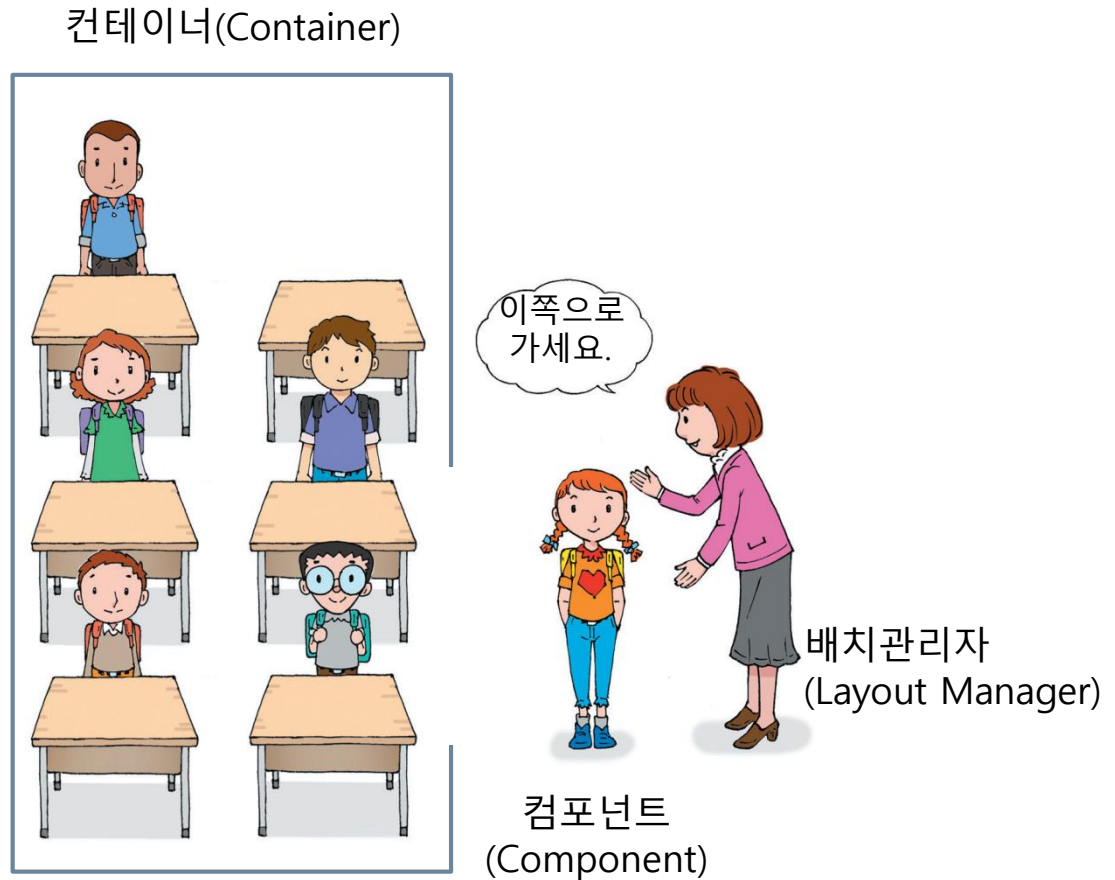 컨테이너(Container)
이쪽으로
가세요.
배치관리자
(Layout Manager)
컴포넌트
(Component)